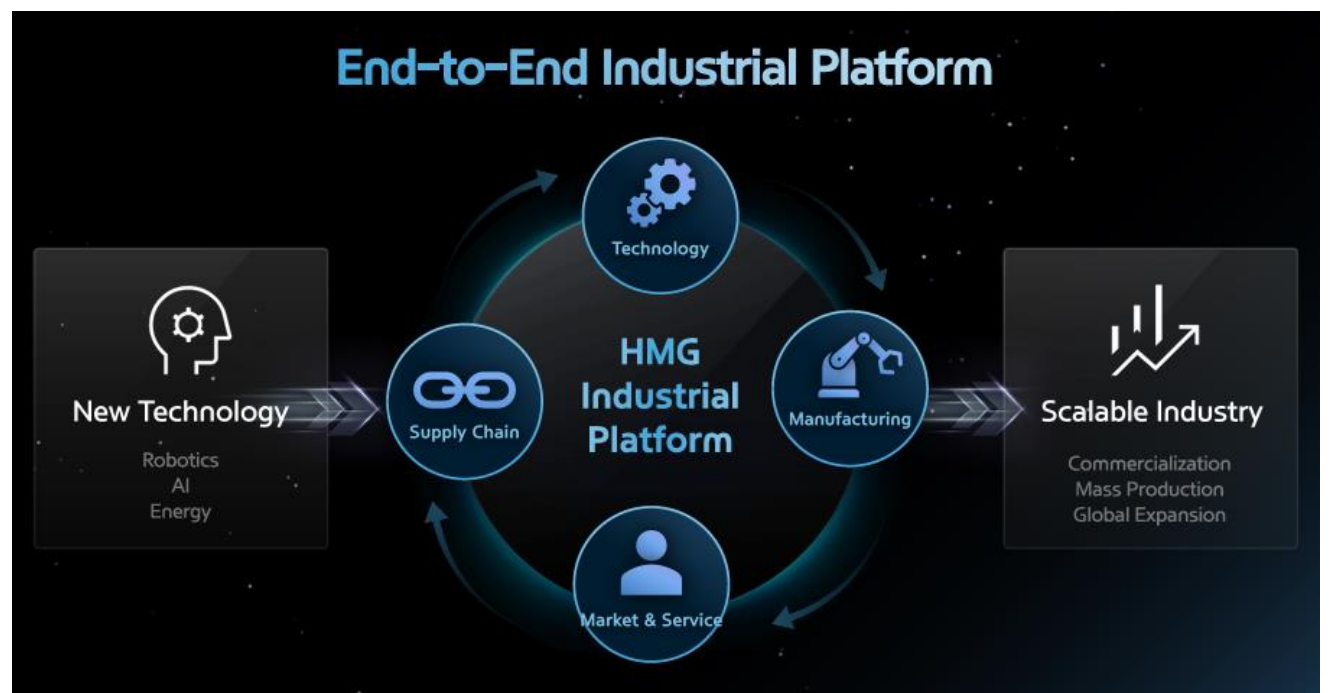 End-to-End Industrial Platform
Technology
New Technology
Robotics
AI
Energy
Supply Chain
HMG
Industrial
Platform
Manufacturing
Market & Service
Scalable Industry
Commercialization
Mass Production
Global Expansion